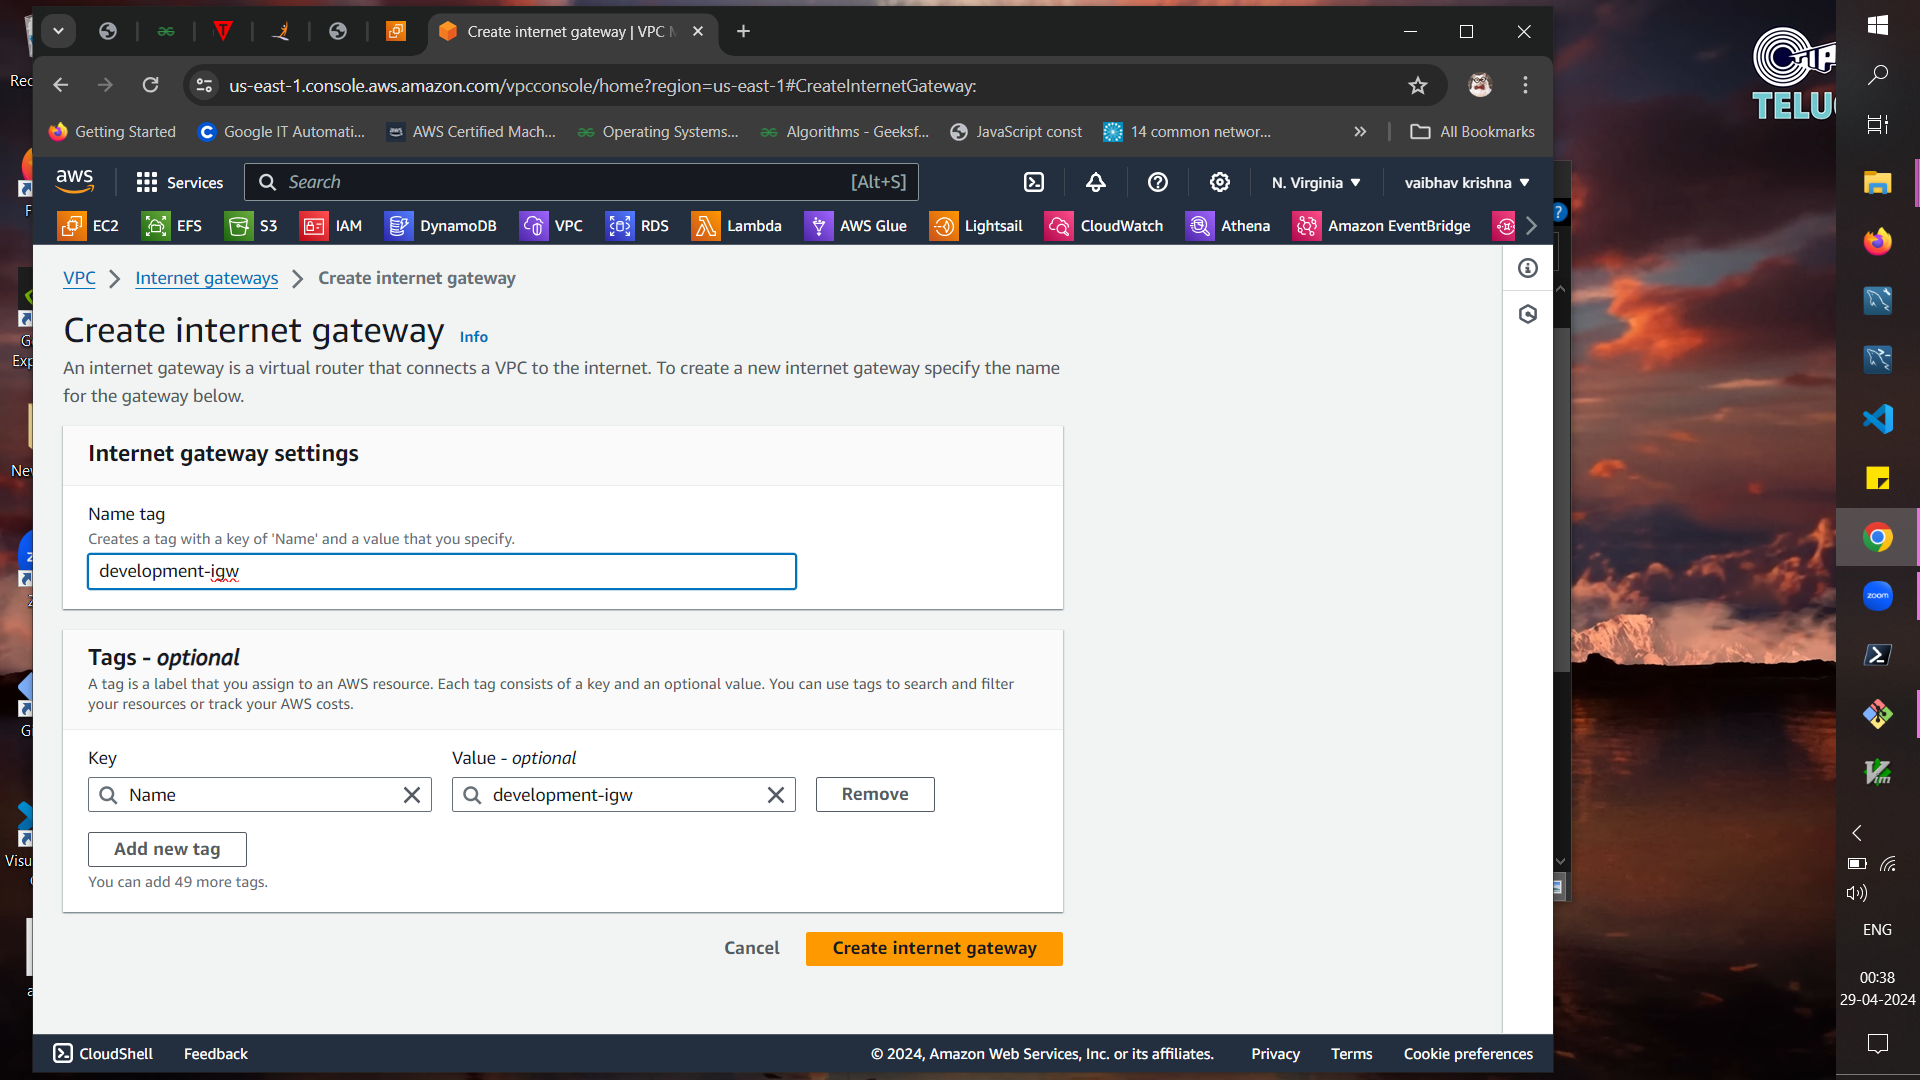 Create internet gateway | VPC M
us-east-1.console.aws.amazon.com/vpcconsole/home?region=us-east-1#CreateInternetGateway:
Getting Started
Google IT Automati...
AWS Certified Mach...
Operating Systems...
Algorithms - Geeksf...
JavaScript const
14 common networ...
All Bookmarks
aws
Services
Search
[Alt+S]
N. Virginia
vaibhav krishna
EC2
EFS
S3
IAM
DynamoDB
VPC
RDS
Lambda
AWS Glue
Lightsail
CloudWatch
Athena
Amazon EventBridge
VPC
Internet gateways
Create internet gateway
Create internet gateway
Info
An internet gateway is a virtual router that connects a VPC to the internet. To create a new internet gateway specify the name
for the gateway below.
Internet gateway settings
Name tag
Creates a tag with a key of 'Name' and a value that you specify.
development-igw
Tags - optional
A tag is a label that you assign to an AWS resource. Each tag consists of a key and an optional value. You can use tags to search and filter
your resources or track your AWS costs.
Key
Value - optional
Name
development-igw
Remove
Add new tag
You can add 49 more tags.
Cancel
Create internet gateway
CloudShell
Feedback
© 2024, Amazon Web Services, Inc. or its affiliates.
Privacy
Terms
Cookie preferences
zoom
ENG
00:38
29-04-2024